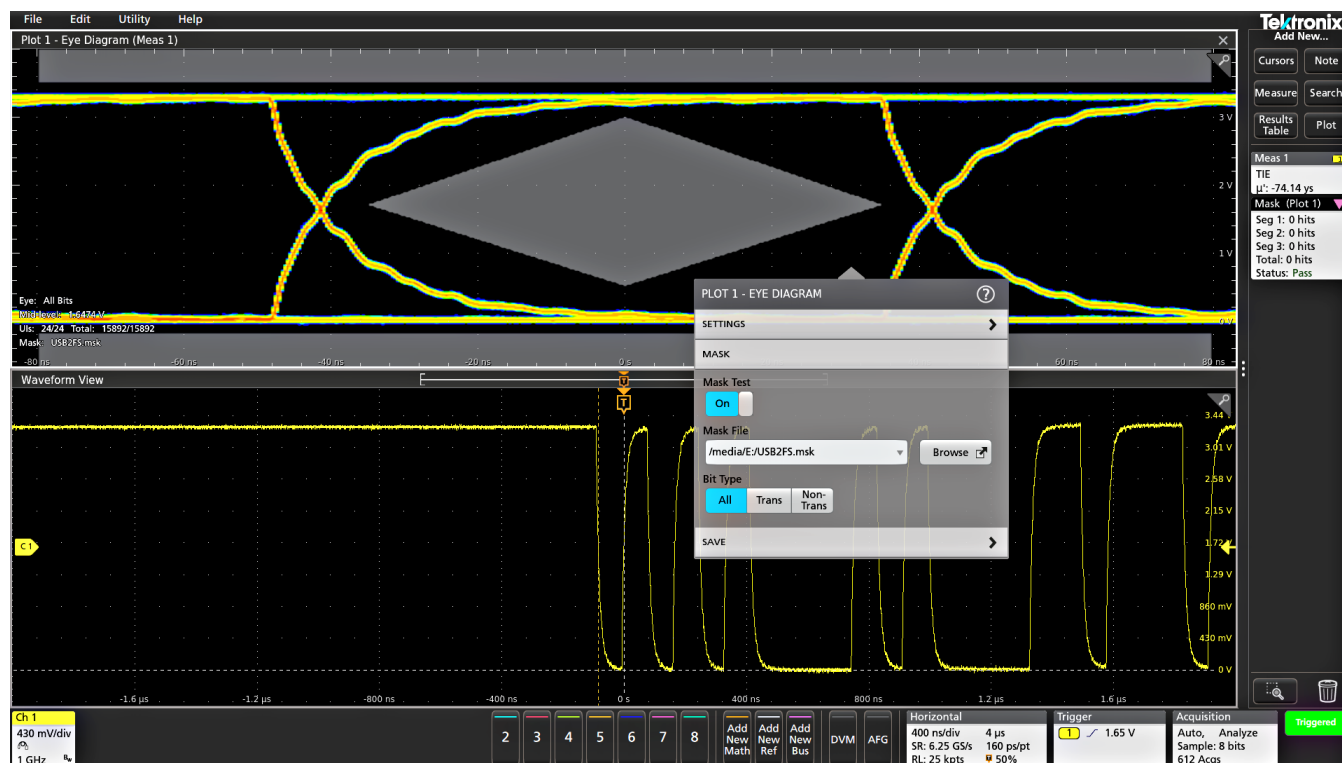 File Edit Utility Help
Tektronix
Add New...
Plot 1 - Eye Diagram (Meas 1)
Cursors Note
Measure Search
Results Table Plot
3 V
2 V
1 V
0 V
Meas 1
TIE
µ': -74.14 ys
Mask (Plot 1)
Seg 1: 0 hits
Seg 2: 0 hits
Seg 3: 0 hits
Total: 0 hits
Status: Pass
Eye: All Bits
Mid level: 1.6474 V
UIs: 24/24 Total: 15892/15892
Mask: USB2FS.msk
-80 ns -60 ns -40 ns -20 ns 0 s 60 ns 80 ns
PLOT 1 - EYE DIAGRAM ?
SETTINGS
MASK
Mask Test
On
Mask File
/media/E:/USB2FS.msk Browse
Bit Type
All Trans Non-Trans
SAVE
Waveform View
T
T
3.44
3.01 V
2.58 V
2.15 V
1.72
1.29 V
860 mV
430 mV
0 V
C1
-1.6 µs -1.2 µs -800 ns -400 ns 0 s 400 ns 800 ns 1.2 µs 1.6 µs
Ch 1
430 mV/div
1 GHz Bw
2 3 4 5 6 7 8
Add New Math
Add New Ref
Add New Bus
DVM AFG
Horizontal
400 ns/div 4 µs
SR: 6.25 GS/s 160 ps/pt
RL: 25 kpts 50%
Trigger
1 1.65 V
Acquisition
Auto, Analyze
Sample: 8 bits
612 Acqs
Triggered